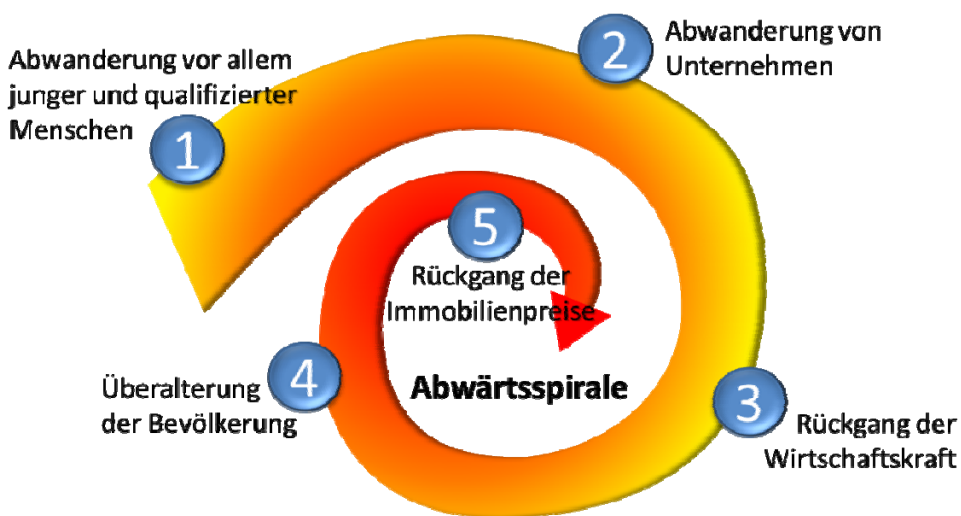 1
Abwanderung vor allem
junger und qualifizierter
Menschen
2
Abwanderung von
Unternehmen
3
Rückgang der
Wirtschaftskraft
4
Überalterung
der Bevölkerung
5
Rückgang der
Immobilienpreise
Abwärtsspirale